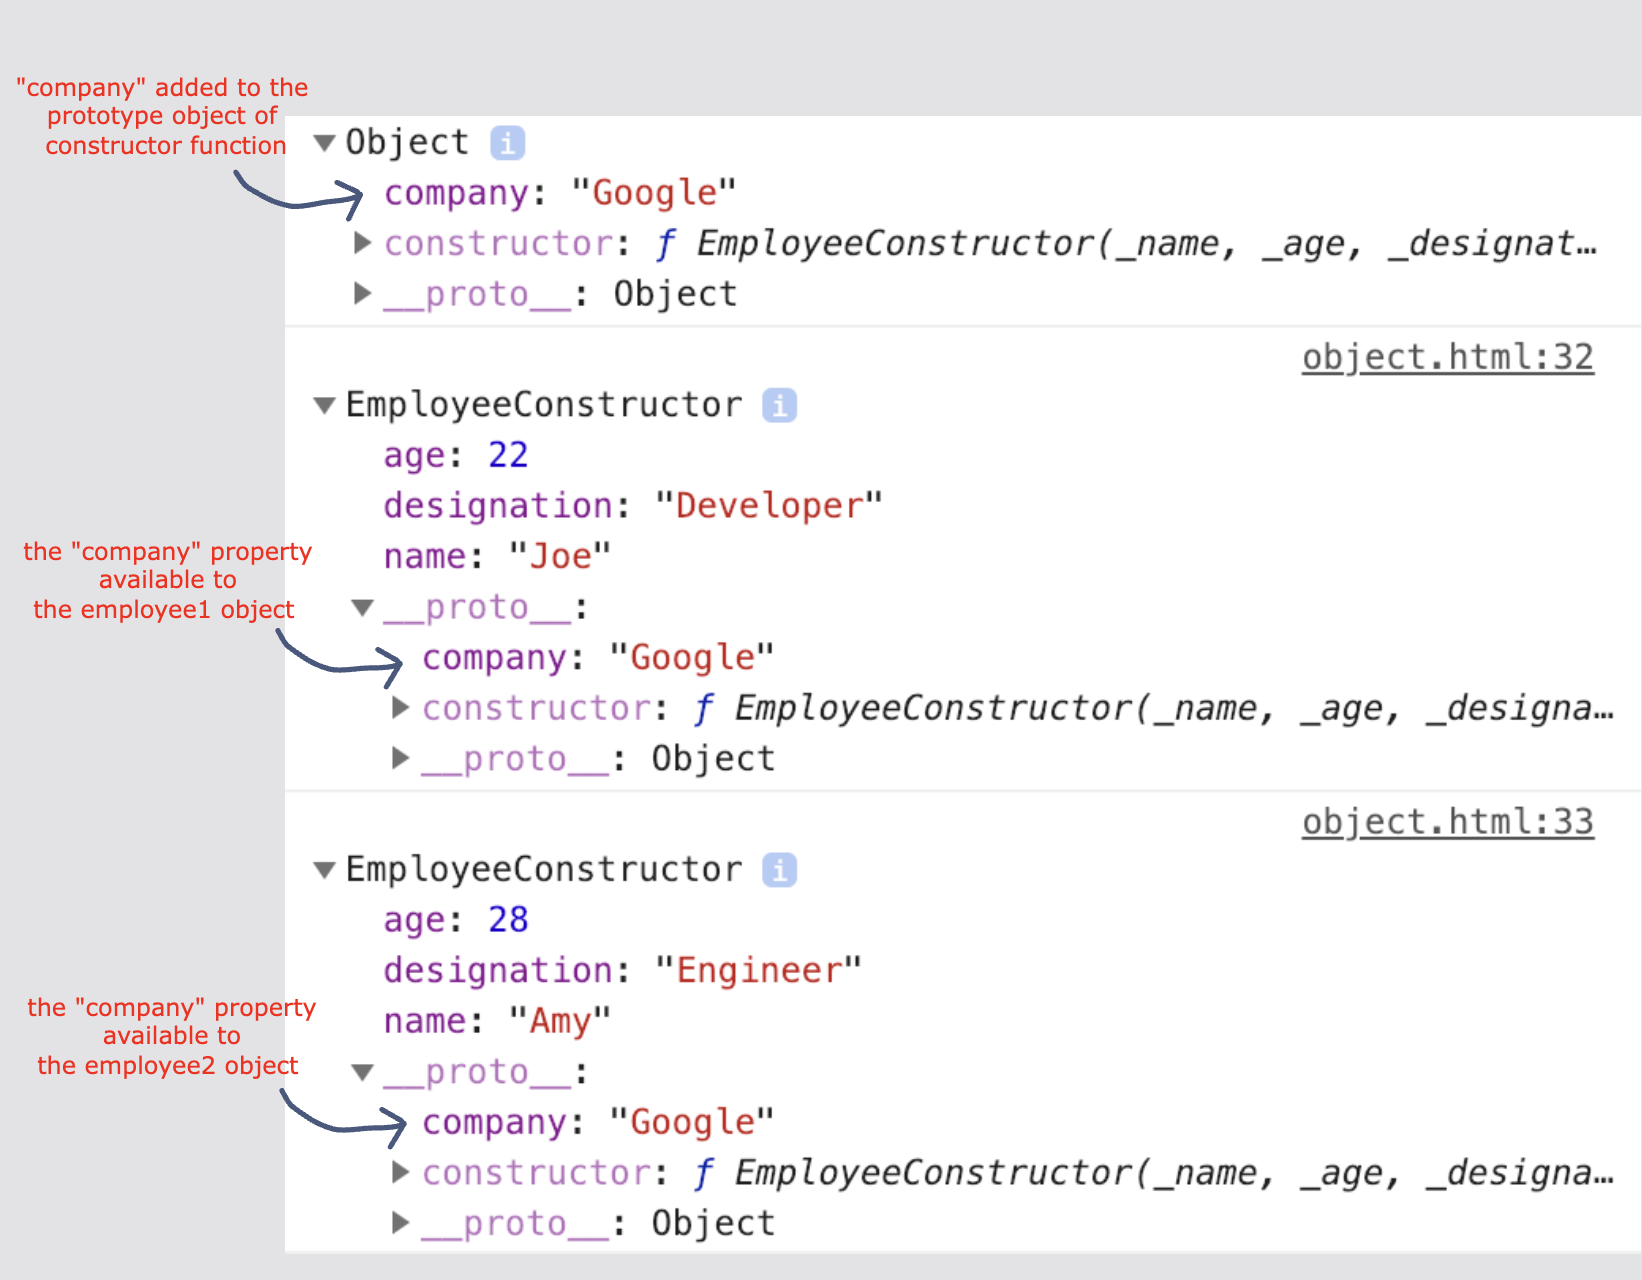 "company" added to the
prototype object of
constructor function
▼Object i
company: "Google"
▶constructor: ƒ EmployeeConstructor(_name, _age, _designat…
▶__proto__: Object
object.html:32
▼EmployeeConstructor i
age: 22
designation: "Developer"
name: "Joe"
the "company" property
available to
the employee1 object
▼__proto__:
company: "Google"
▶constructor: ƒ EmployeeConstructor(_name, _age, _designa…
▶__proto__: Object
object.html:33
▼EmployeeConstructor i
age: 28
designation: "Engineer"
name: "Amy"
the "company" property
available to
the employee2 object
▼__proto__:
company: "Google"
▶constructor: ƒ EmployeeConstructor(_name, _age, _designa…
▶__proto__: Object